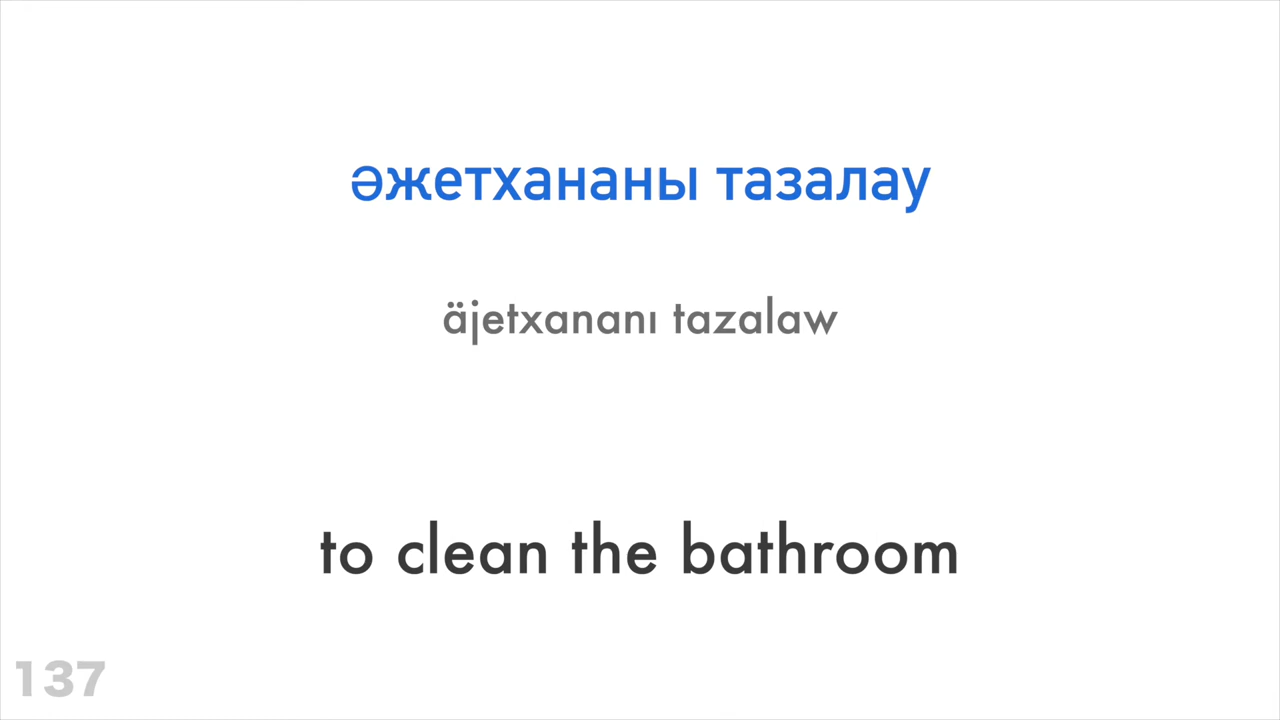 әжетхананы тазалау
äjetxananı tazalaw
to clean the bathroom
137